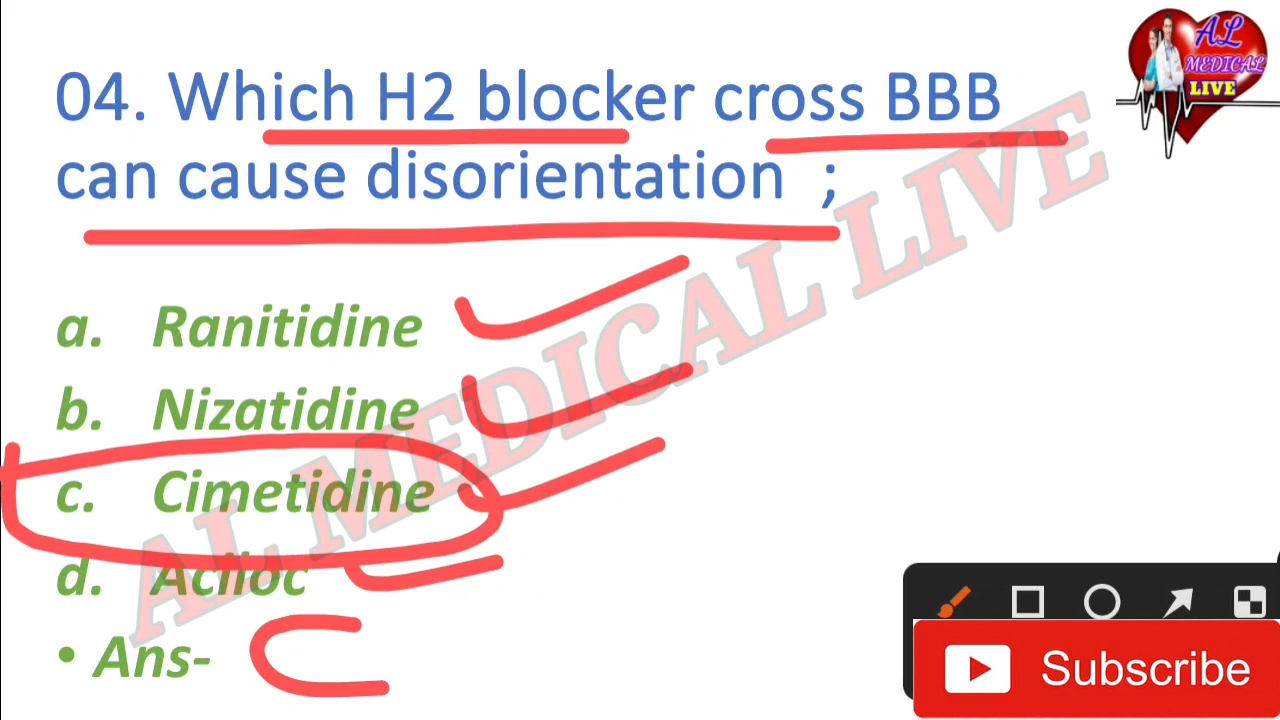 04. Which H2 blocker cross BBB
can cause disorientation ;
a. Ranitidine
b. Nizatidine
c. Cimetidine
d. Aciloc
• Ans- C
AL MEDICAL LIVE
AL
MEDICAL
LIVE
Subscribe